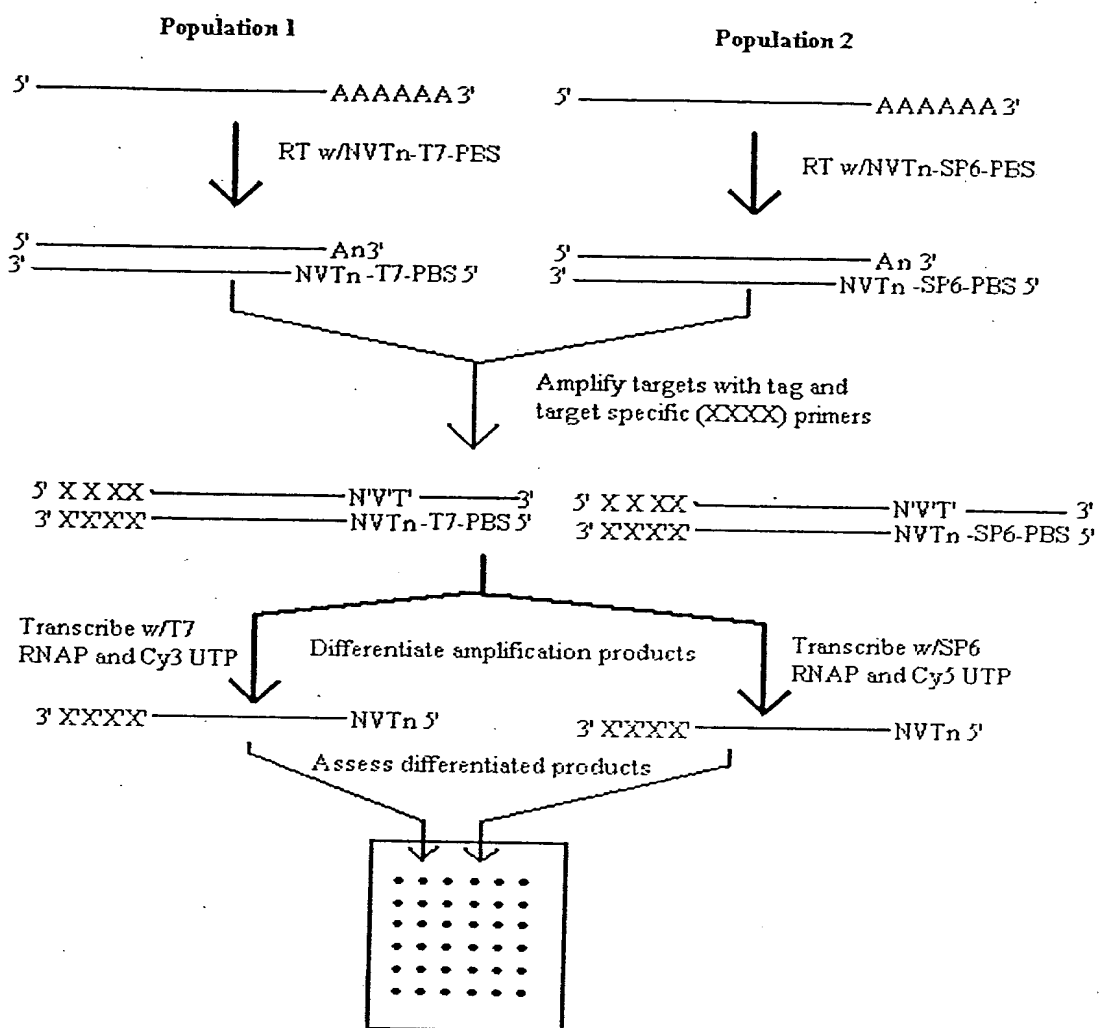 Population 1
Population 2
5' AAAAAA 3'
5' AAAAAA 3'
RT w/NVTn-T7-PBS
RT w/NVTn-SP6-PBS
5' An3'
3' NVTn -T7-PBS 5'
5' An 3'
3' NVTn -SP6-PBS 5'
Amplify targets with tag and
target specific (XXXX) primers
5' X X XX N'V'T' 3'
3' X'X'X'X' NVTn-T7-PBS 5'
5' X X XX N'V'T' 3'
3' X'X'X'X' NVTn -SP6-PBS 5'
Transcribe w/T7
RNAP and Cy3 UTP
Differentiate amplification products
Transcribe w/SP6
RNAP and Cy5 UTP
3' X'X'X'X' NVTn 5'
3' X'X'X'X' NVTn 5'
Assess differentiated products